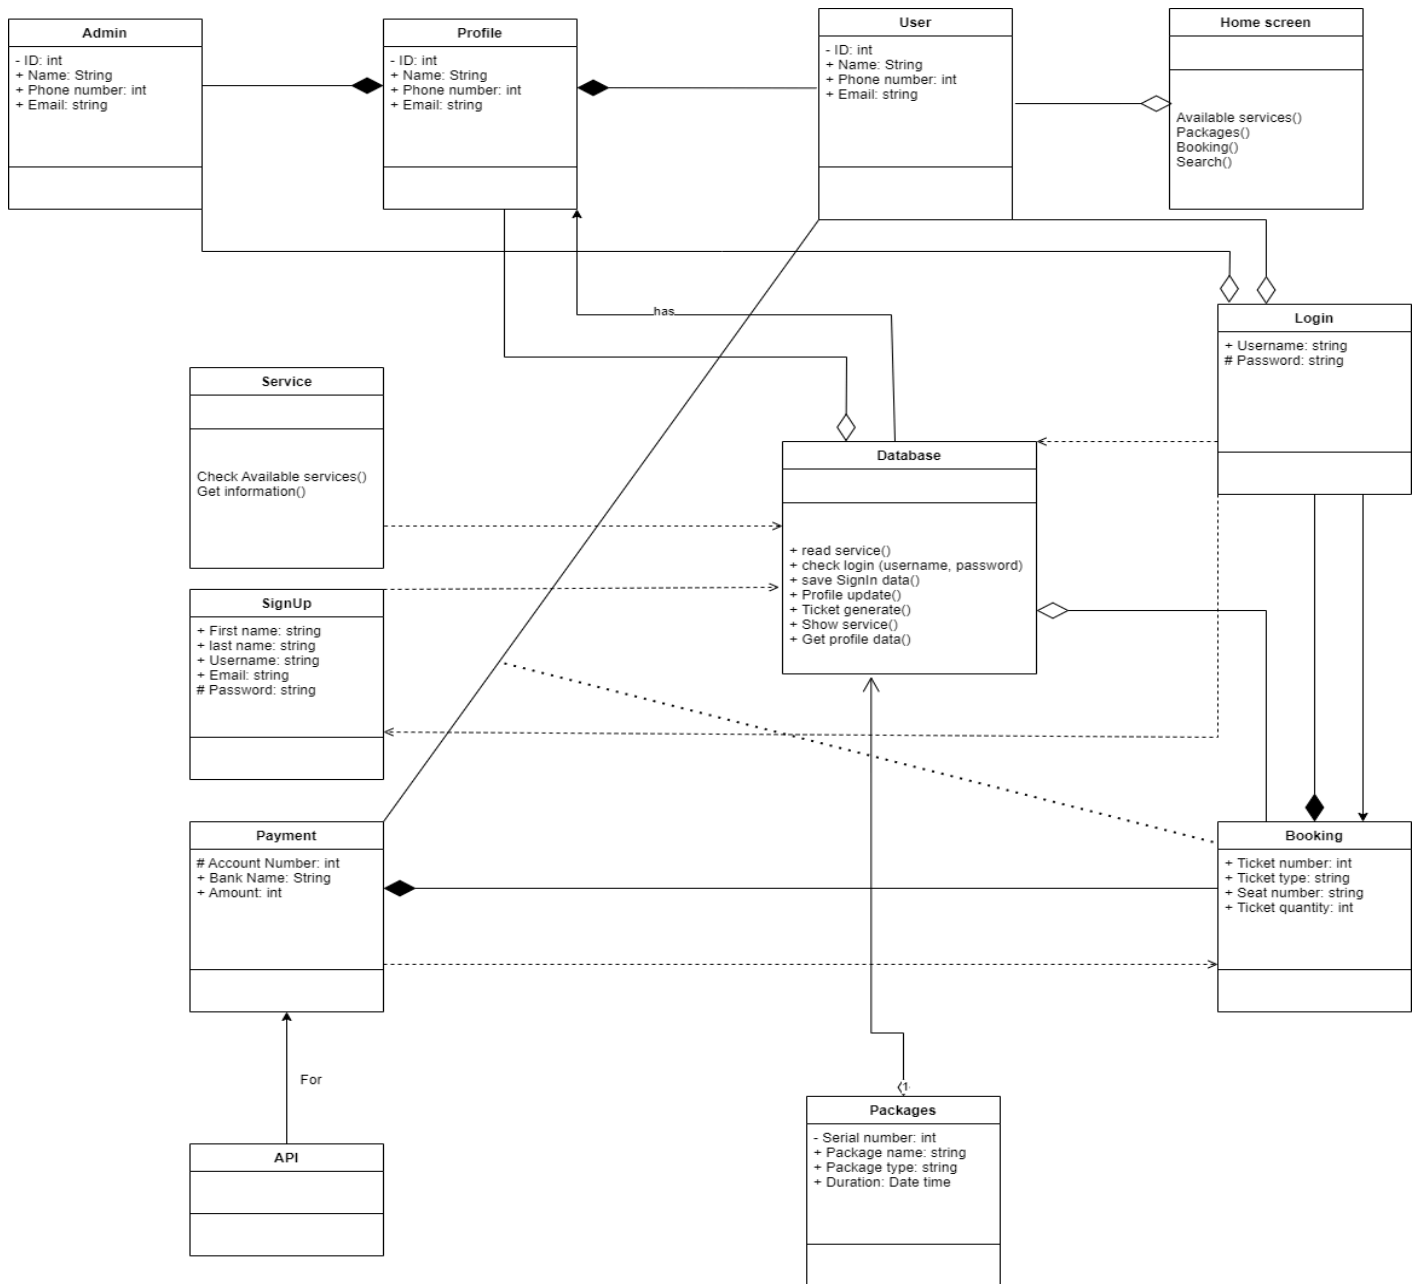 Admin
- ID: int
+ Name: String
+ Phone number: int
+ Email: string
Profile
- ID: int
+ Name: String
+ Phone number: int
+ Email: string
User
- ID: int
+ Name: String
+ Phone number: int
+ Email: string
Home screen
Available services()
Packages()
Booking()
Search()
has
Login
+ Username: string
# Password: string
Service
Check Available services()
Get information()
Database
+ read service()
+ check login (username, password)
+ save SignIn data()
+ Profile update()
+ Ticket generate()
+ Show service()
+ Get profile data()
SignUp
+ First name: string
+ last name: string
+ Username: string
+ Email: string
# Password: string
Payment
# Account Number: int
+ Bank Name: String
+ Amount: int
Booking
+ Ticket number: int
+ Ticket type: string
+ Seat number: string
+ Ticket quantity: int
For
1
Packages
- Serial number: int
+ Package name: string
+ Package type: string
+ Duration: Date time
API